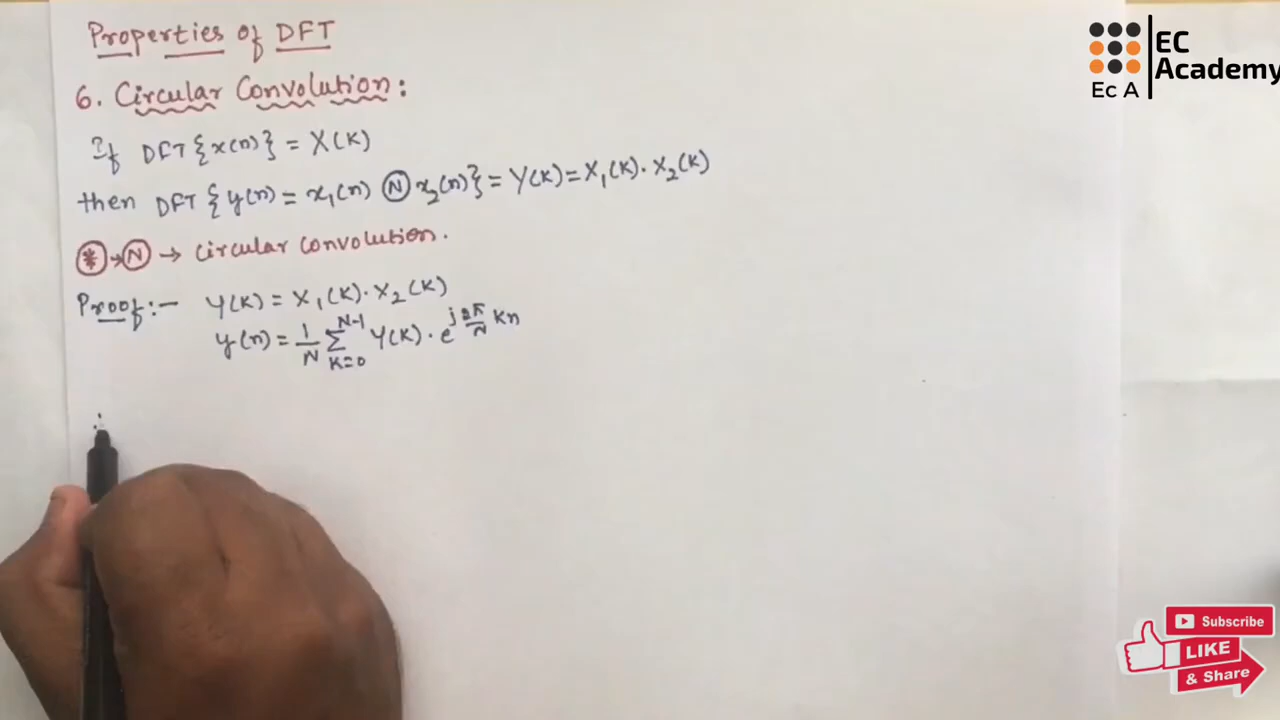 Properties of DFT
6. Circular Convolution:
If DFT{x(n)} = X(K)
then DFT{y(n) = x₁(n) Ⓝ x₂(n)} = Y(K) = X₁(K). X₂(K)
⊛, Ⓝ → circular convolution.
Proof:- Y(K) = X₁(K). X₂(K)
y(n) = 1/N Σ_{K=0}^{N-1} Y(K). e^{j 2π/N Kn}
∴
EC
Academy
Ec A
Subscribe
LIKE
& Share